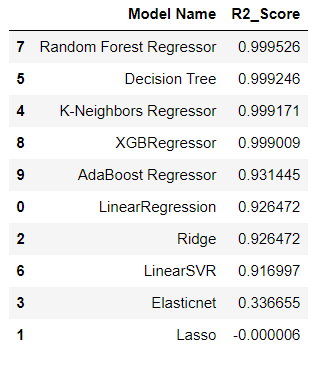 Model Name R2_Score
7 Random Forest Regressor 0.999526
5 Decision Tree 0.999246
4 K-Neighbors Regressor 0.999171
8 XGBRegressor 0.999009
9 AdaBoost Regressor 0.931445
0 LinearRegression 0.926472
2 Ridge 0.926472
6 LinearSVR 0.916997
3 Elasticnet 0.336655
1 Lasso -0.000006